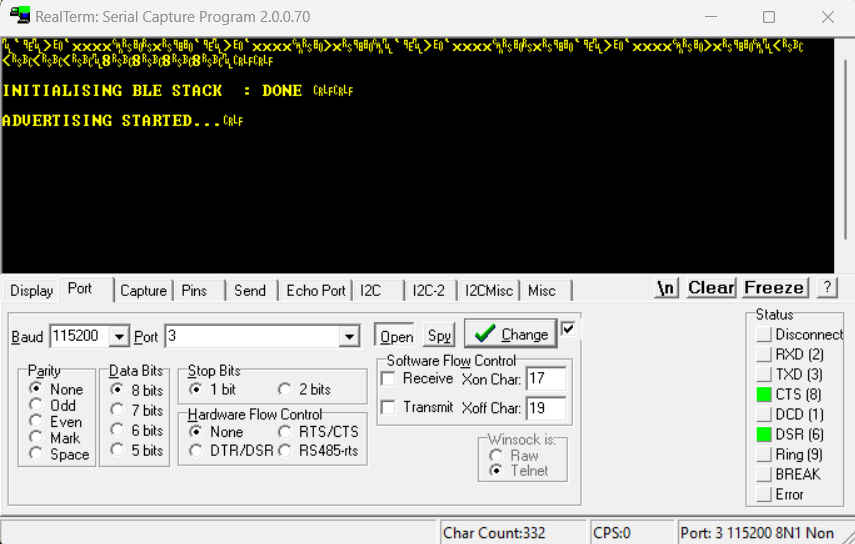 RealTerm: Serial Capture Program 2.0.0.70
INITIALISING BLE STACK : DONE CRLFCRLF
ADVERTISING STARTED...CRLF
Display Port Capture Pins Send Echo Port I2C I2C-2 I2CMisc Misc \n Clear Freeze ?
Baud 115200 Port 3 Open Spy Change
Parity
None
Odd
Even
Mark
Space
Data Bits
8 bits
7 bits
6 bits
5 bits
Stop Bits
1 bit 2 bits
Hardware Flow Control
None RTS/CTS
DTR/DSR RS485-rts
Software Flow Control
Receive Xon Char: 17
Transmit Xoff Char: 19
Winsock is:
Raw
Telnet
Status
Disconnect
RXD (2)
TXD (3)
CTS (8)
DCD (1)
DSR (6)
Ring (9)
BREAK
Error
Char Count:332 CPS:0 Port: 3 115200 8N1 Non